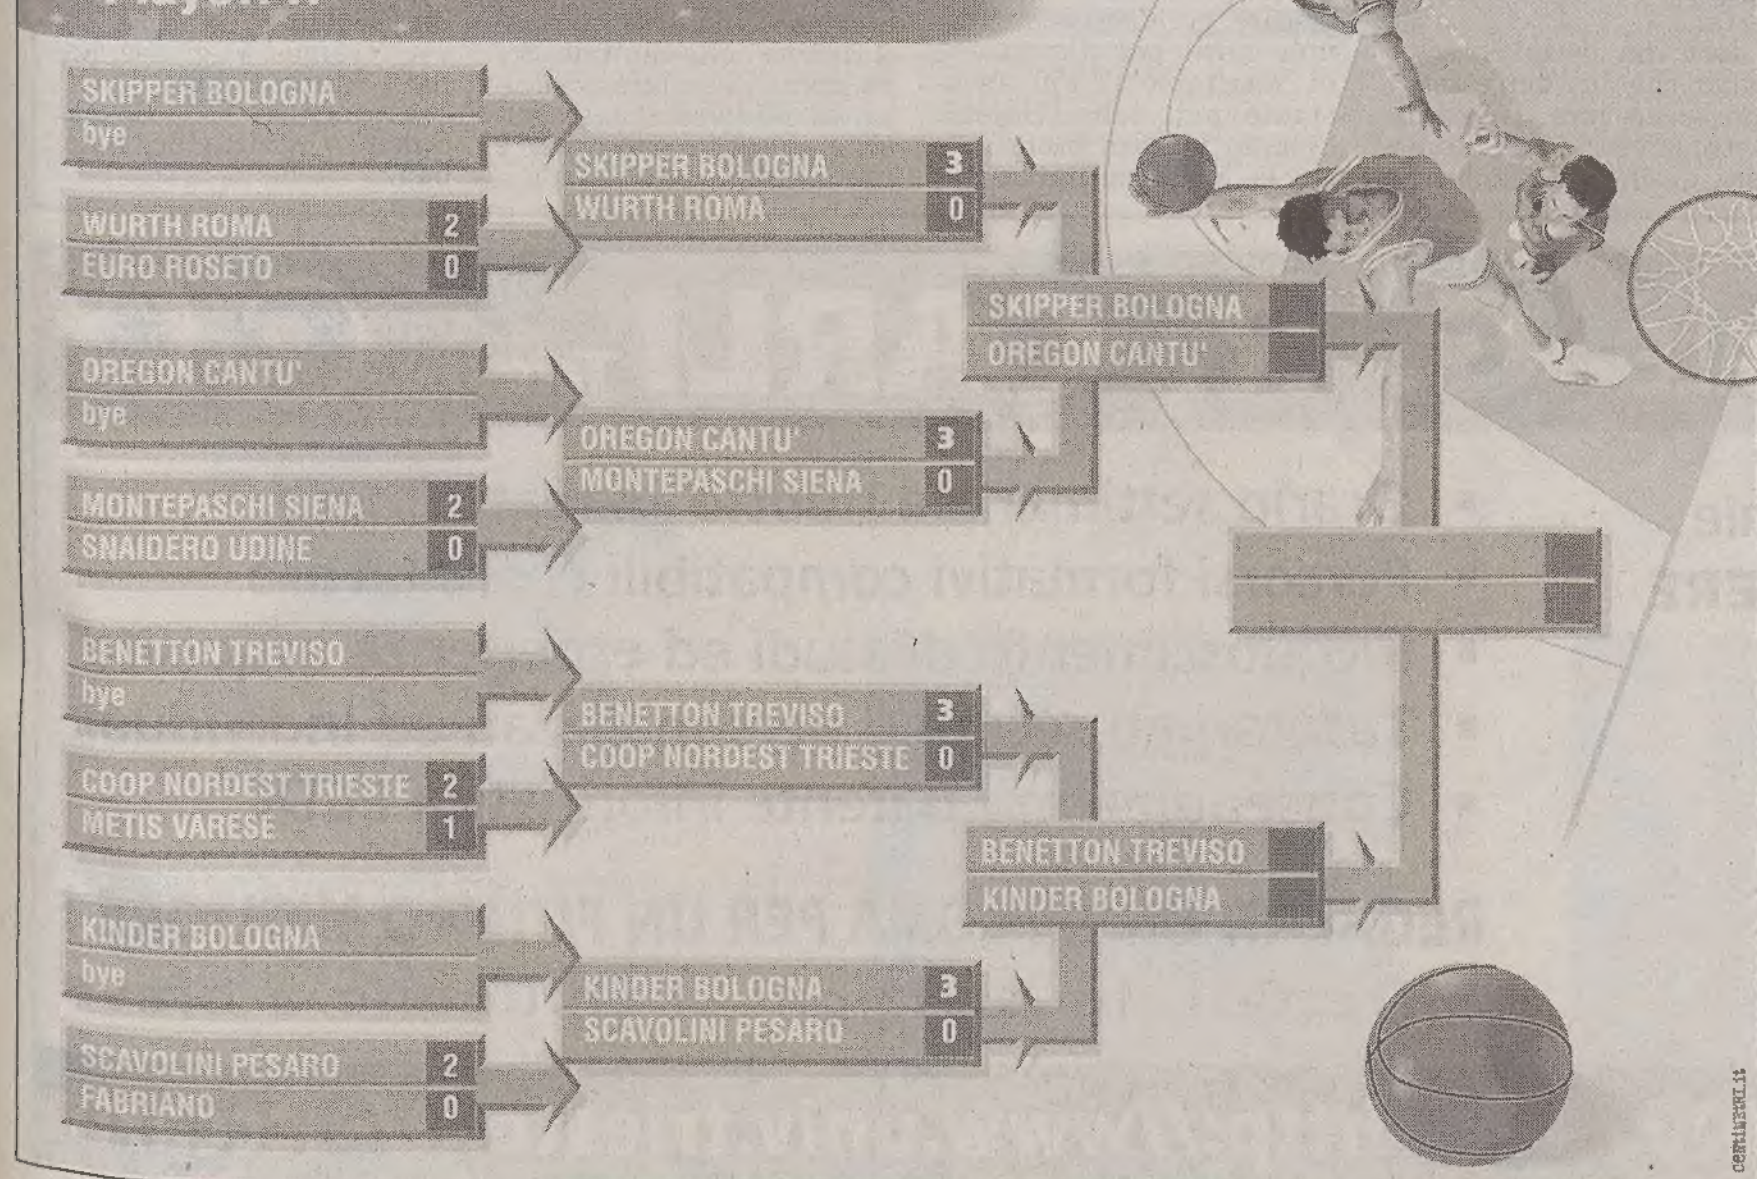 SKIPPER BOLOGNA
bye
WURTH ROMA 2
EURO ROSETO 0
OREGON CANTU'
bye
MONTEPASCHI SIENA 2
SNAIDERO UDINE 0
BENETTON TREVISO
bye
COOP NORDEST TRIESTE 2
METIS VARESE 1
KINDER BOLOGNA
bye
SCAVOLINI PESARO 2
FABRIANO 0
SKIPPER BOLOGNA 3
WURTH ROMA 0
OREGON CANTU' 3
MONTEPASCHI SIENA 0
BENETTON TREVISO 3
COOP NORDEST TRIESTE 0
KINDER BOLOGNA 3
SCAVOLINI PESARO 0
SKIPPER BOLOGNA
OREGON CANTU'
BENETTON TREVISO
KINDER BOLOGNA
CENTIMETRI.it